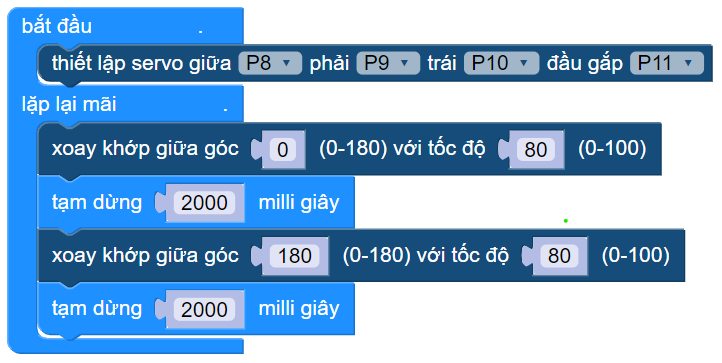 bắt đầu .
thiết lập servo giữa P8 phải P9 trái P10 đầu gắp P11
lặp lại mãi .
xoay khớp giữa góc 0 (0-180) với tốc độ 80 (0-100)
tạm dừng 2000 milli giây
xoay khớp giữa góc 180 (0-180) với tốc độ 80 (0-100)
tạm dừng 2000 milli giây